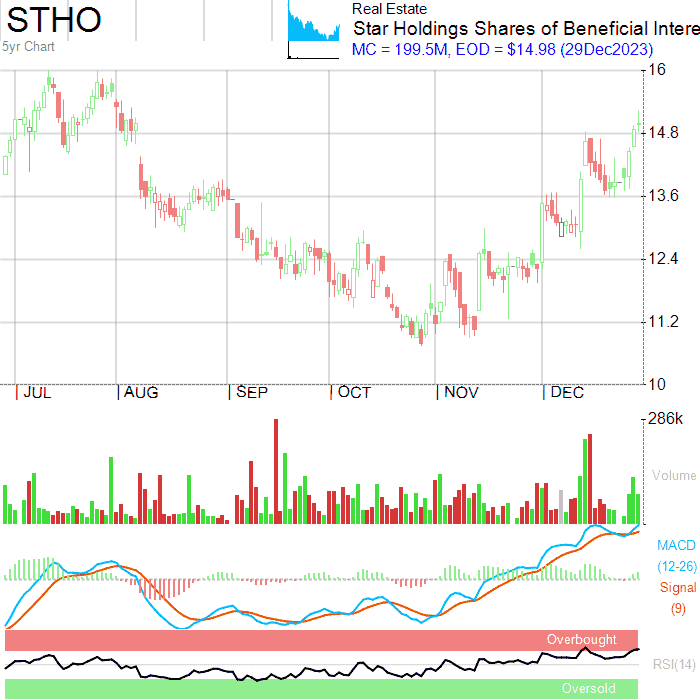 STHO
5yr Chart
Real Estate
Star Holdings Shares of Beneficial Intere
MC = 199.5M, EOD = $14.98 (29Dec2023)
16
14.8
13.6
12.4
11.2
10
JUL AUG SEP OCT NOV DEC
286k
Volume
MACD
(12-26)
Signal
(9)
Overbought
RSI(14)
Oversold